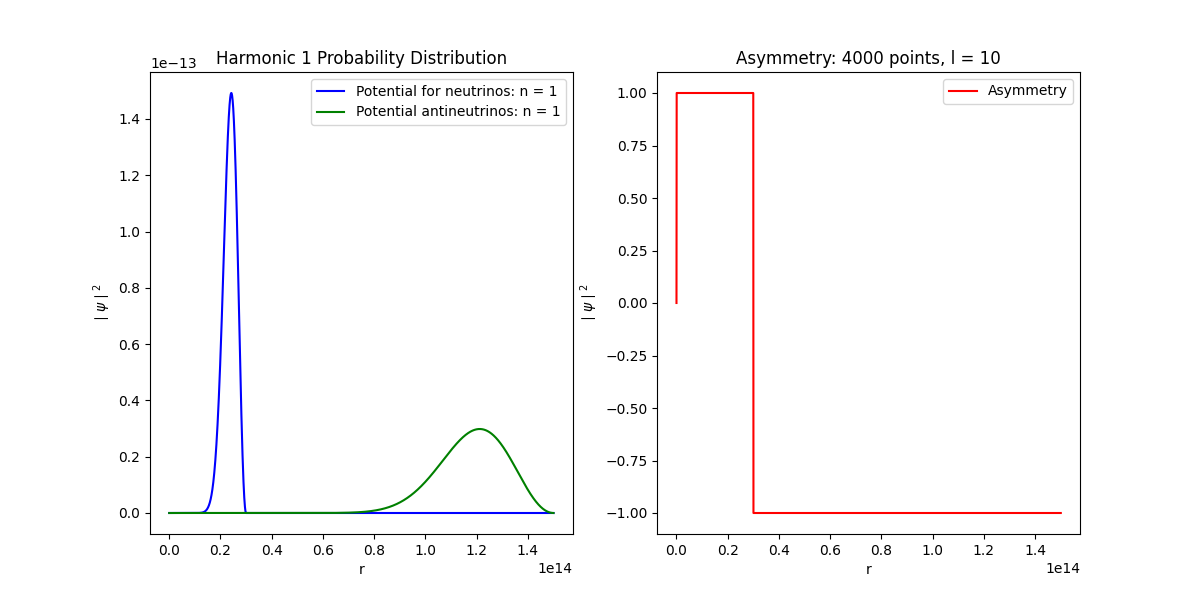 Harmonic 1 Probability Distribution
1e−13
Potential for neutrinos: n = 1
Potential antineutrinos: n = 1
1.4
1.2
1.0
0.8
0.6
0.4
0.2
0.0
| ψ | ²
0.0 0.2 0.4 0.6 0.8 1.0 1.2 1.4
r
1e14
Asymmetry: 4000 points, l = 10
Asymmetry
1.00
0.75
0.50
0.25
0.00
−0.25
−0.50
−0.75
−1.00
| ψ | ²
0.0 0.2 0.4 0.6 0.8 1.0 1.2 1.4
r
1e14